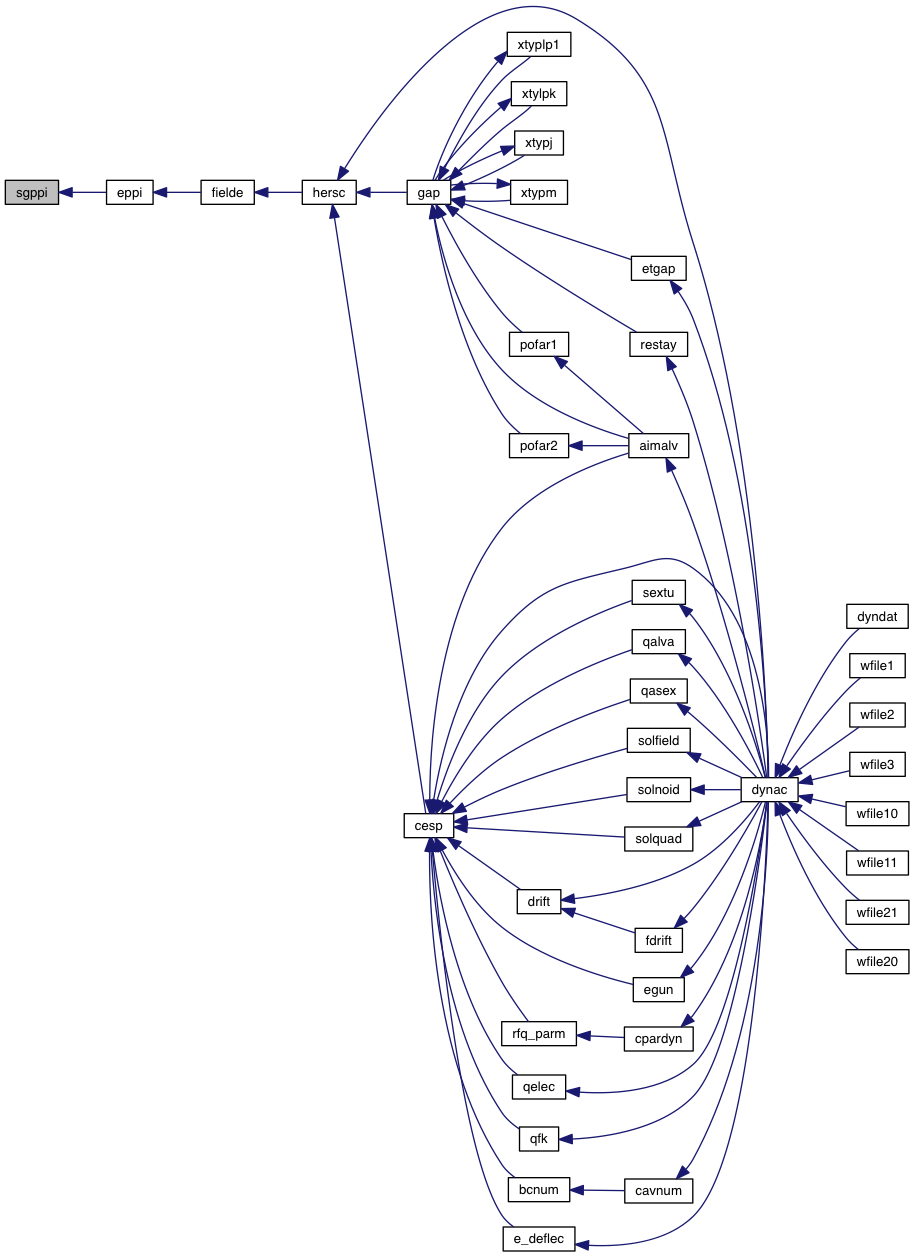 xtyplp1
xtylpk
xtypj
sgppi
eppi
fielde
hersc
gap
xtypm
etgap
pofar1
restay
pofar2
aimalv
sextu
dyndat
qalva
wfile1
qasex
wfile2
solfield
wfile3
solnoid
dynac
wfile10
cesp
solquad
wfile11
drift
wfile21
fdrift
wfile20
egun
rfq_parm
cpardyn
qelec
qfk
bcnum
cavnum
e_deflec